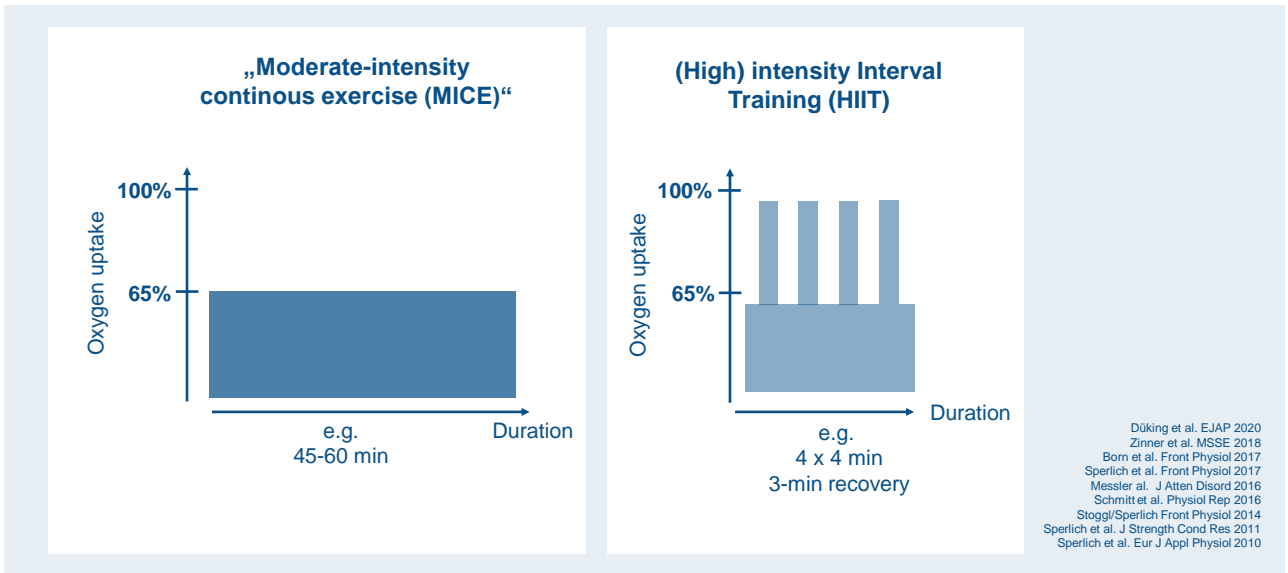 „Moderate-intensity
continous exercise (MICE)“
100%
65%
Oxygen uptake
e.g.
45-60 min
Duration
(High) intensity Interval
Training (HIIT)
100%
65%
Oxygen uptake
Duration
e.g.
4 x 4 min
3-min recovery
Düking et al. EJAP 2020
Zinner et al. MSSE 2018
Born et al. Front Physiol 2017
Sperlich et al. Front Physiol 2017
Messler al. J Atten Disord 2016
Schmitt et al. Physiol Rep 2016
Stoggl/Sperlich Front Physiol 2014
Sperlich et al. J Strength Cond Res 2011
Sperlich et al. Eur J Appl Physiol 2010